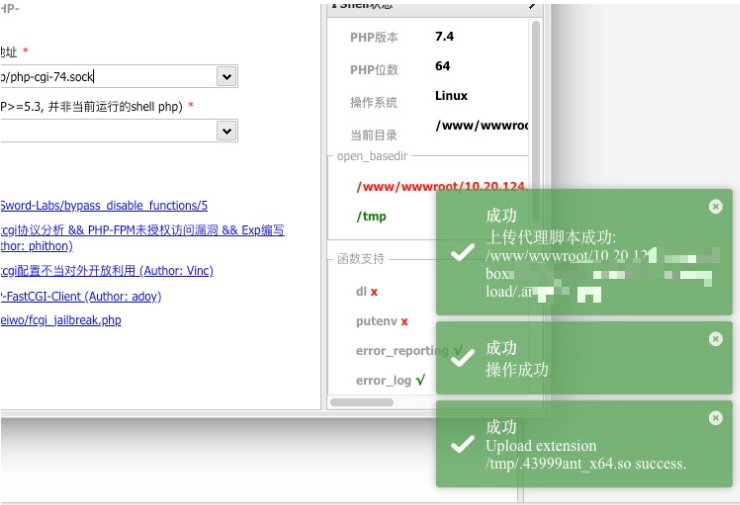 HP-
Shell状态
地址 *
o/php-cgi-74.sock
P>=5.3, 并非当前运行的shell php) *
Sword-Labs/bypass_disable_functions/5
:cgi协议分析 && PHP-FPM未授权访问漏洞 && Exp编写
thor: phithon)
:cgi配置不当对外开放利用 (Author: Vinc)
-FastCGI-Client (Author: adoy)
eiwo/fcgi_jailbreak.php
PHP版本 7.4
PHP位数 64
操作系统 Linux
当前目录 /www/wwwroo
open_basedir
/www/wwwroot/10.20.124.
/tmp
函数支持
dl x
putenv x
error_reporting √
error_log √
成功
上传代理脚本成功:
/www/wwwroot/10.20.12
box
load/.an
成功
操作成功
成功
Upload extension
/tmp/.43999ant_x64.so success.